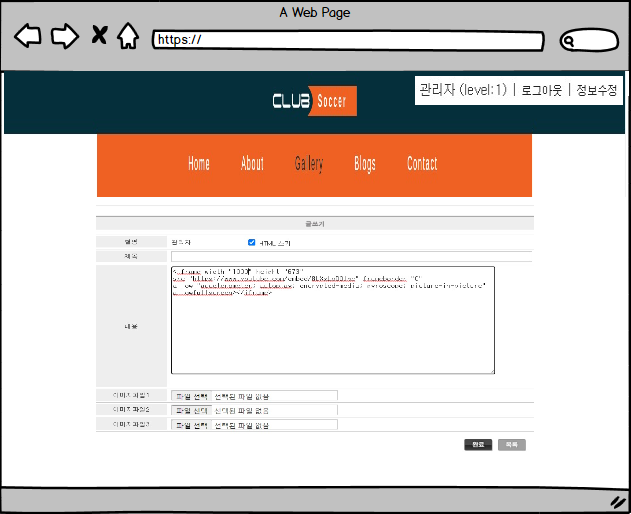 A Web Page
https://
관리자 (level:1) | 로그아웃 | 정보수정
CLUB Soccer
Home About Gallery Blogs Contact
글쓰기
관리자 HTML 쓰기
제목
<iframe width="1000" height="673"
src="https://www.youtube.com/embed/ frameborder="0"
allow="accelerometer; autoplay; encrypted-media; gyroscope; picture-in-picture"
allowfullscreen></iframe>
내용
이미지파일1 파일 선택 선택된 파일 없음
이미지파일2 파일 선택 선택된 파일 없음
이미지파일3 파일 선택 선택된 파일 없음
완료 목록